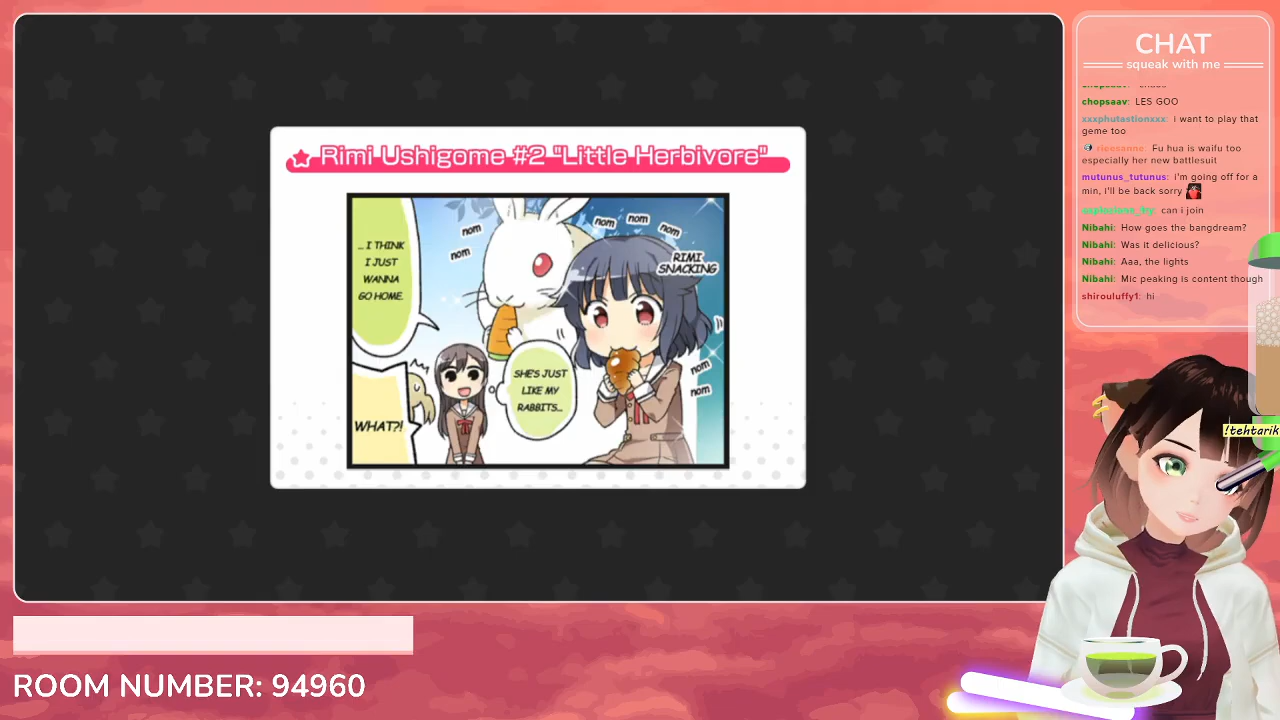 Rimi Ushigome #2 "Little Herbivore"
... I THINK
I JUST
WANNA
GO HOME.
nom
nom
nom
nom
nom
RIMI
SNACKING
SHE'S JUST
LIKE MY
RABBITS...
WHAT?!
nom
nom
ROOM NUMBER: 94960
CHAT
squeak with me
chopsaav: LES GOO
xxxphutastionxxx: i want to play that
geme too
rieesanne: Fu hua is waifu too
especially her new battlesuit
mutunus_tutunus: i'm going off for a
min, i'll be back sorry
can i join
Nibahi: How goes the bangdream?
Nibahi: Was it delicious?
Nibahi: Aaa, the lights
Nibahi: Mic peaking is content though
shirouluffy1: hi
!tehtarik